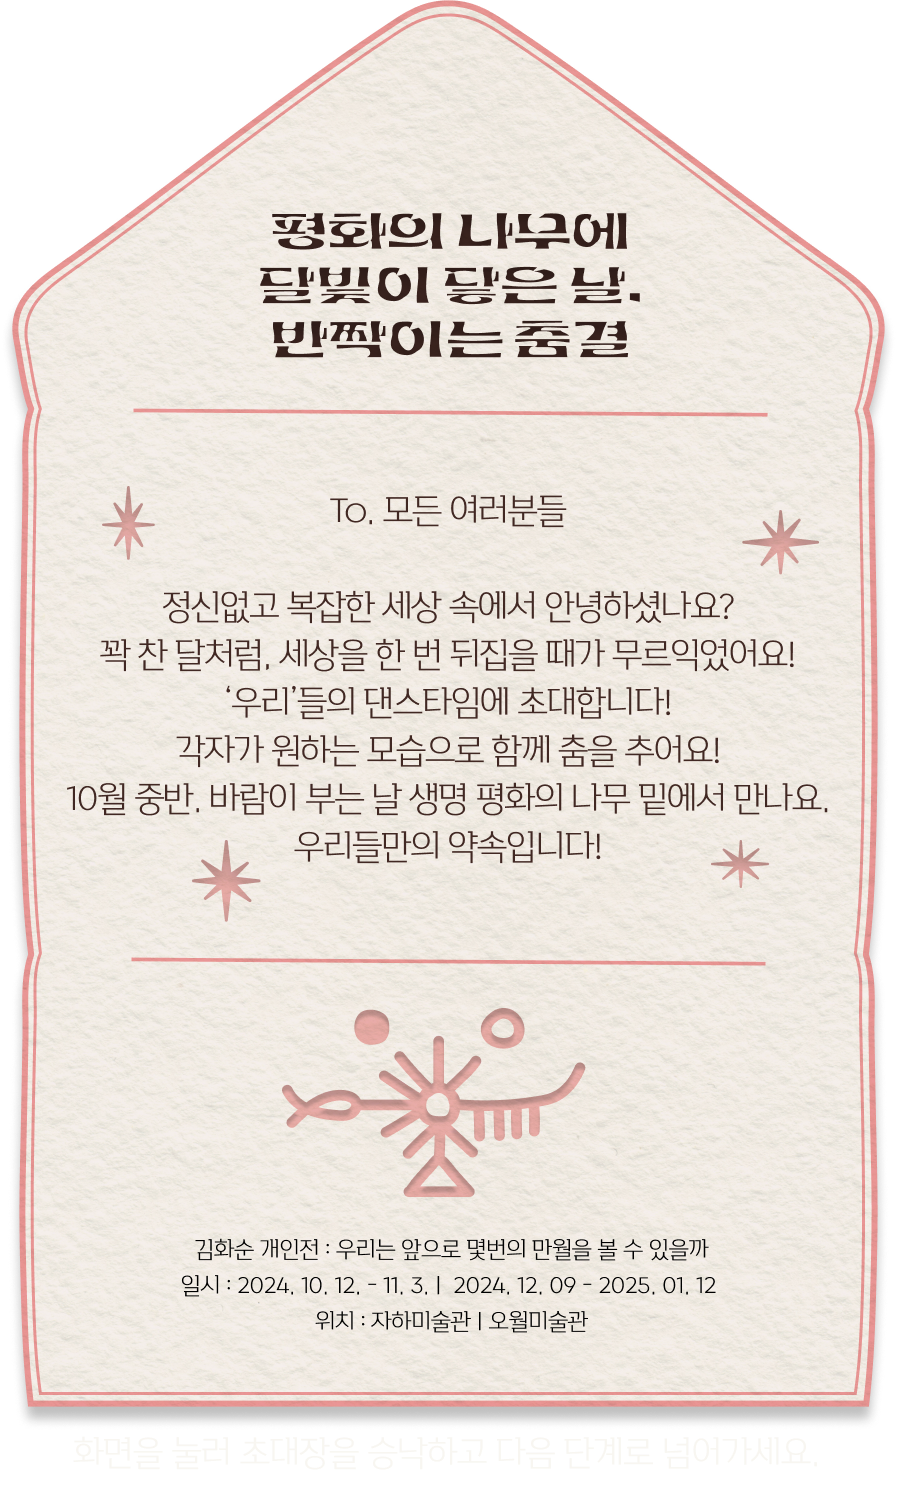 평화의 나무에
달빛이 닿은 날,
반짝이는 춤결
To. 모든 여러분들
정신없고 복잡한 세상 속에서 안녕하셨나요?
꽉 찬 달처럼, 세상을 한 번 뒤집을 때가 무르익었어요!
‘우리’들의 댄스타임에 초대합니다!
각자가 원하는 모습으로 함께 춤을 추어요!
10월 중반, 바람이 부는 날 생명 평화의 나무 밑에서 만나요.
우리들만의 약속입니다!
김화순 개인전 : 우리는 앞으로 몇번의 만월을 볼 수 있을까
일시 : 2024. 10. 12. - 11. 3. | 2024. 12. 09 - 2025. 01. 12
위치 : 자하미술관 | 오월미술관
화면을 눌러 초대장을 승낙하고 다음 단계로 넘어가세요.